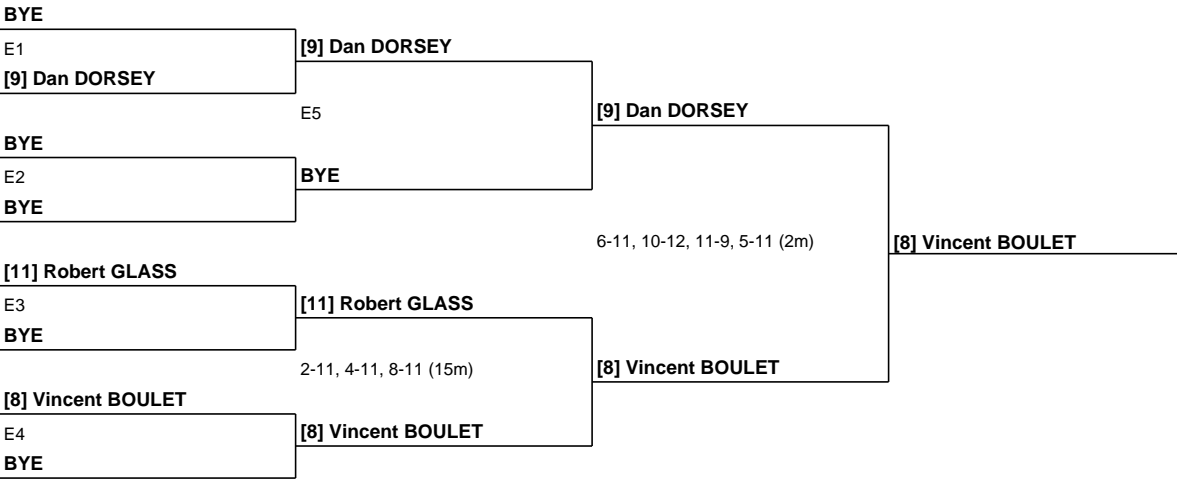 BYE
E1
[9] Dan DORSEY
[9] Dan DORSEY
E5
BYE
E2
BYE
BYE
[9] Dan DORSEY
[11] Robert GLASS
E3
BYE
[11] Robert GLASS
2-11, 4-11, 8-11 (15m)
[8] Vincent BOULET
E4
BYE
[8] Vincent BOULET
[8] Vincent BOULET
6-11, 10-12, 11-9, 5-11 (2m)
[8] Vincent BOULET